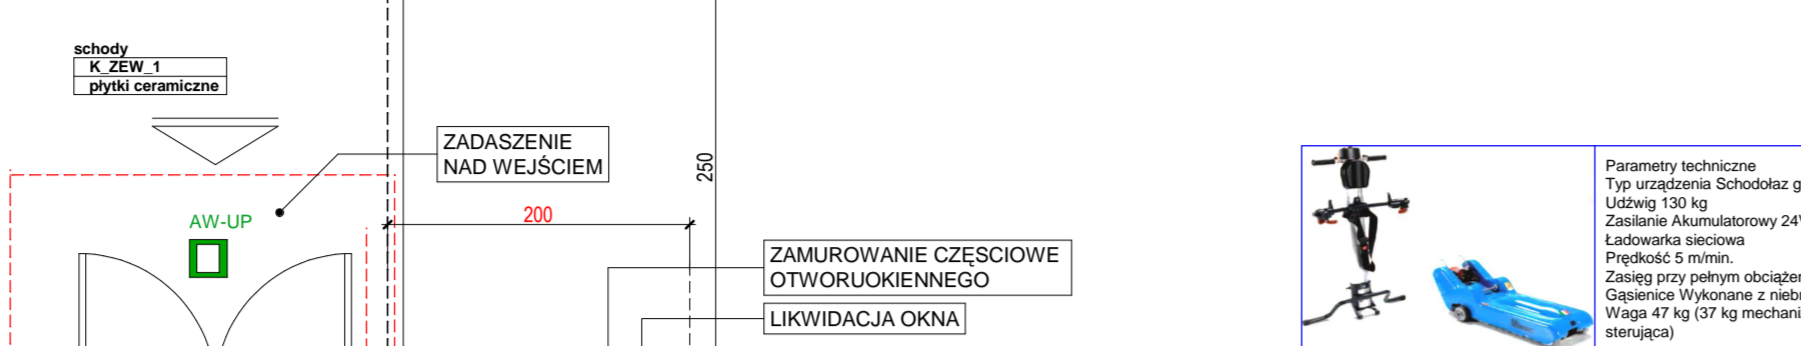 schody
K_ZEW_1
płytki ceramiczne
ZADASZENIE
NAD WEJŚCIEM
250
AW-UP
200
ZAMUROWANIE CZĘSCIOWE
OTWORUOKIENNEGO
LIKWIDACJA OKNA
Parametry techniczne
Typ urządzenia Schodołaz g
Udźwig 130 kg
Zasilanie Akumulatorowy 24V
Ładowarka sieciowa
Prędkość 5 m/min.
Zasięg przy pełnym obciążen
Gąsienice Wykonane z niebr
Waga 47 kg (37 kg mechani
sterująca)